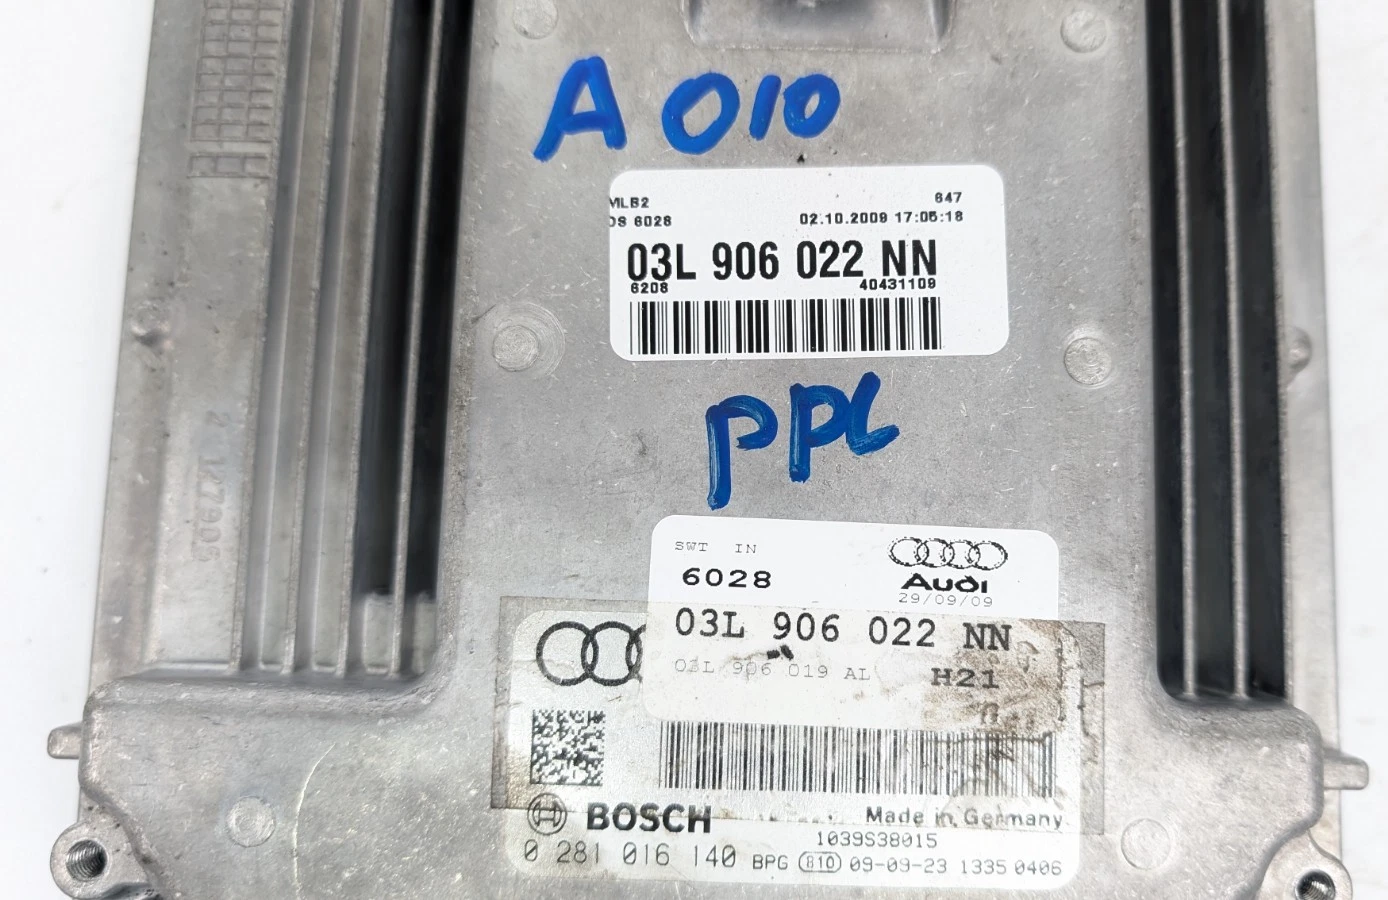 A 010
MLB2 647
DS 6028 02.10.2009 17:05:18
03L 906 022 NN
6208 40431109
PPL
SWT IN
6028
Audi
29/09/09
03L 906 022 NN
03L 906 019 AL H21
BOSCH Made in Germany
1039S38015
0 281 016 140 BPG 810 09-09-23 1335 0406